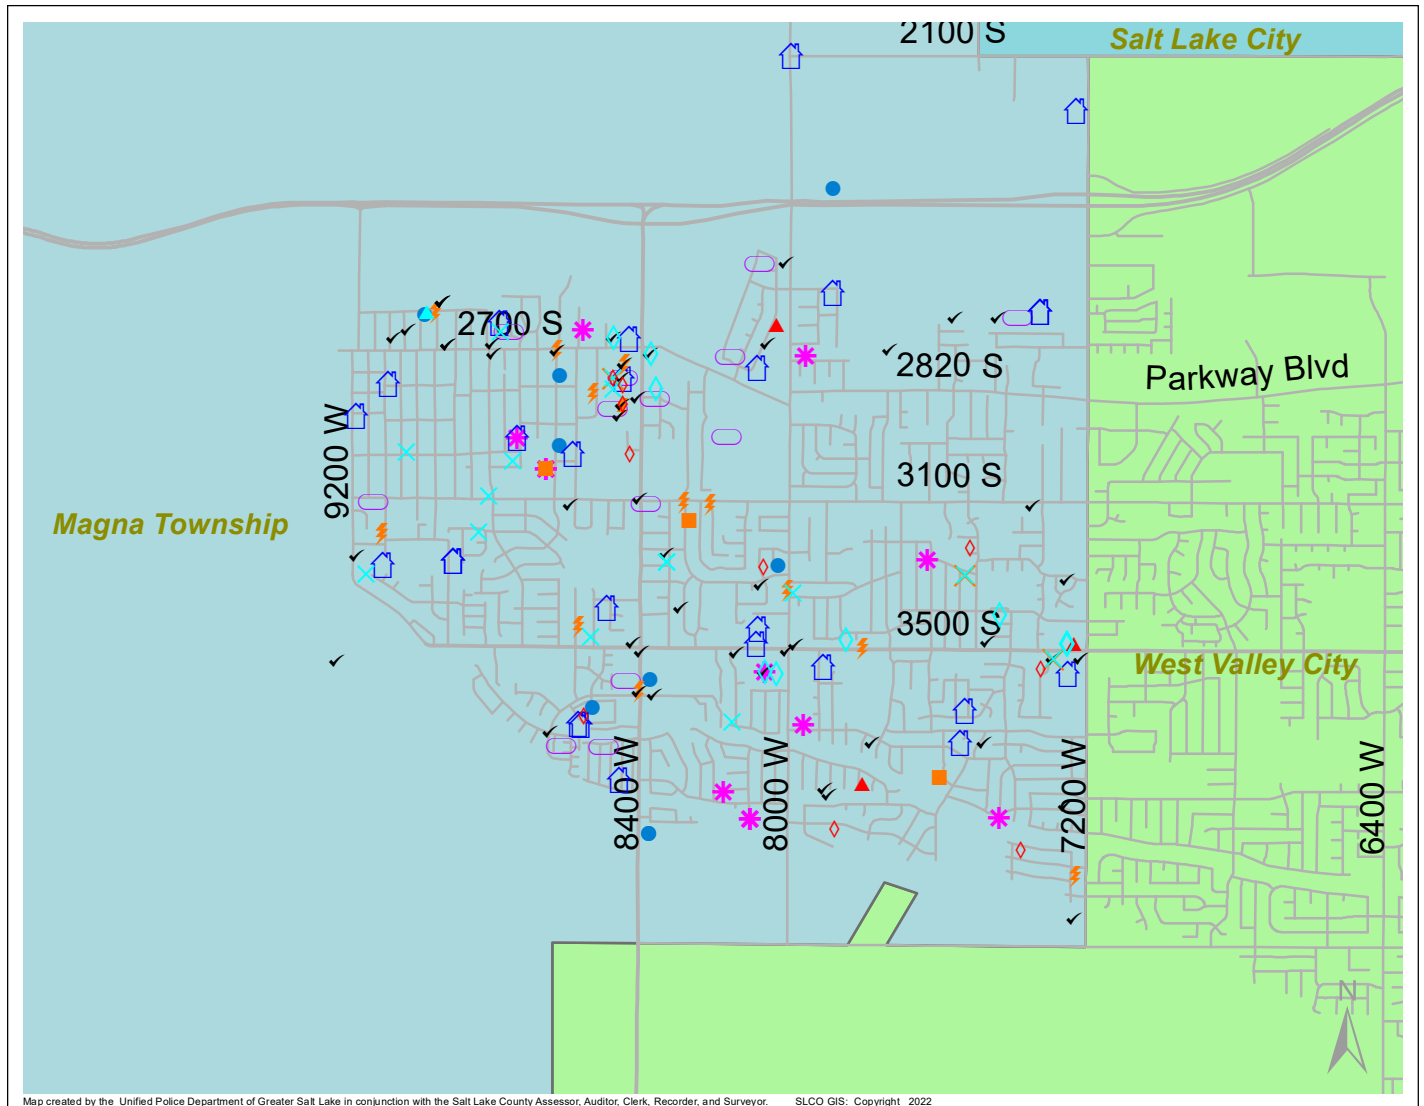 2100 S
Salt Lake City
2700 S
2820 S
Parkway Blvd
9200 W
3100 S
Magna Township
3500 S
West Valley City
8400 W
8000 W
7200 W
6400 W
N
Map created by the Unified Police Department of Greater Salt Lake in conjunction with the Salt Lake County Assessor, Auditor, Clerk, Recorder, and Surveyor. SLCO GIS: Copyright 2022